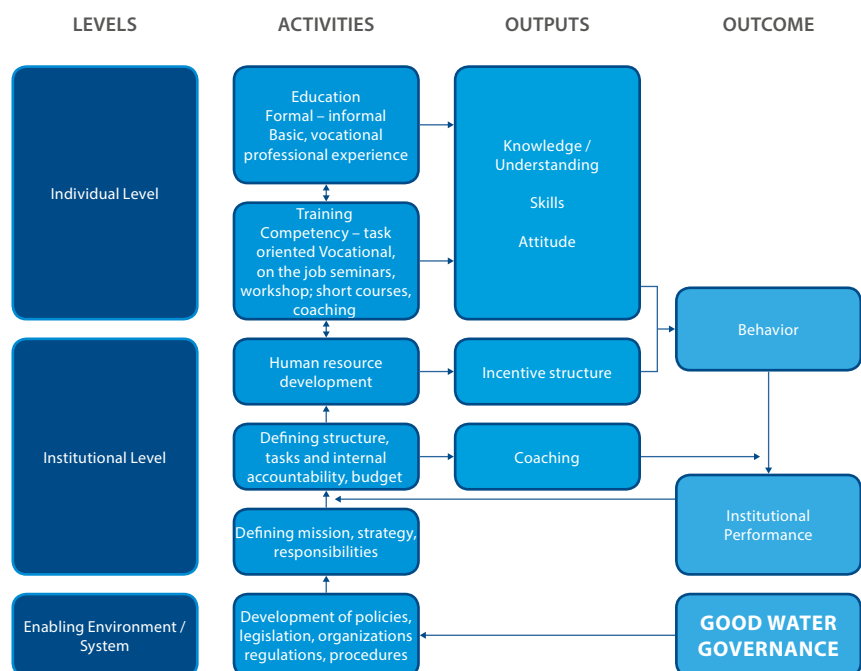 LEVELS
ACTIVITIES
OUTPUTS
OUTCOME
Individual Level
Education
Formal – informal
Basic, vocational
professional experience
Knowledge /
Understanding
Skills
Attitude
Training
Competency – task
oriented Vocational,
on the job seminars,
workshop; short courses,
coaching
Institutional Level
Human resource
development
Incentive structure
Behavior
Defining structure,
tasks and internal
accountability, budget
Coaching
Defining mission, strategy,
responsibilities
Institutional
Performance
Enabling Environment /
System
Development of policies,
legislation, organizations
regulations, procedures
GOOD WATER
GOVERNANCE